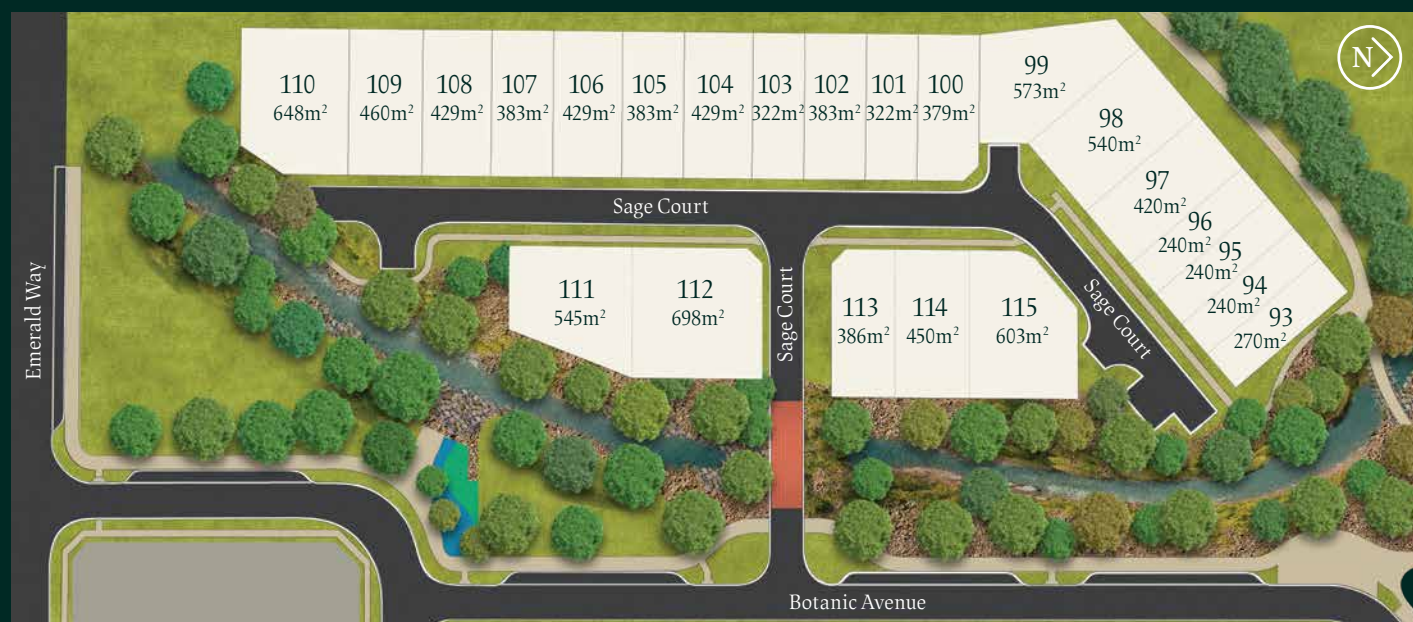 N
110
648m²
109
460m²
108
429m²
107
383m²
106
429m²
105
383m²
104
429m²
103
322m²
102
383m²
101
322m²
100
379m²
99
573m²
98
540m²
97
420m²
96
240m²
95
240m²
94
240m²
93
270m²
Sage Court
Emerald Way
111
545m²
112
698m²
Sage Court
113
386m²
114
450m²
115
603m²
Sage Court
Botanic Avenue